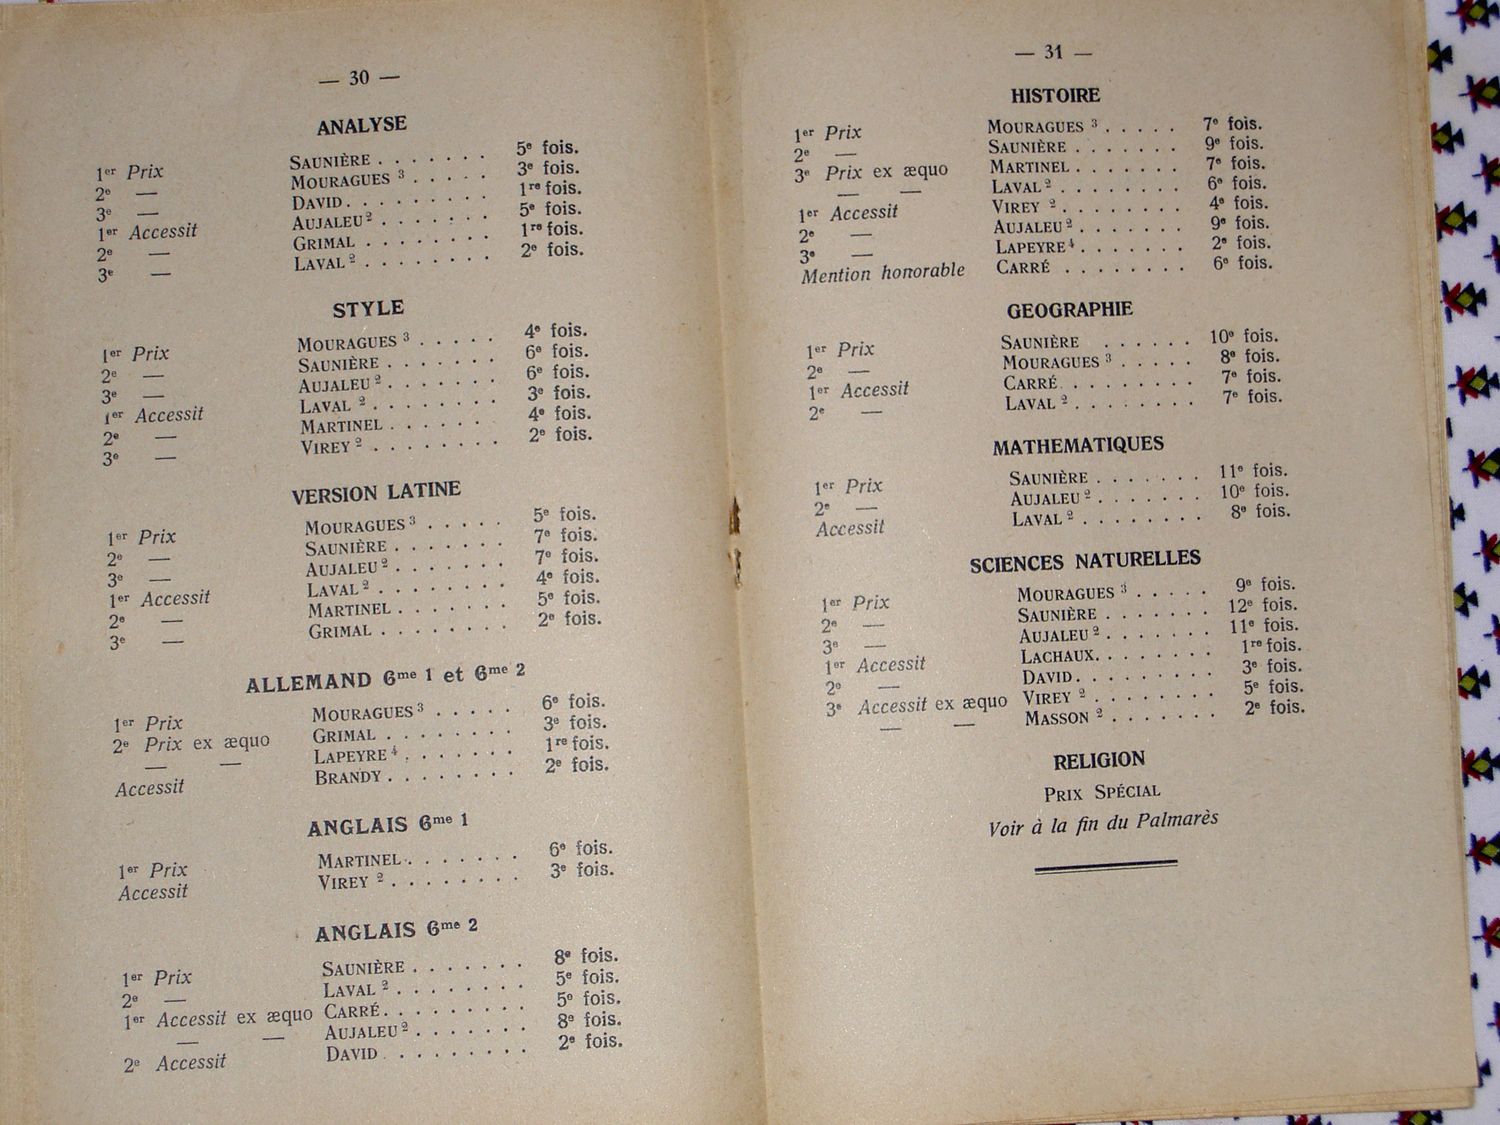 — 30 —
ANALYSE
1er Prix SAUNIÈRE . . . . . . . 5e fois.
2e — MOURAGUES 3 . . . . . 3e fois.
3e — DAVID . . . . . . . . . 1re fois.
1er Accessit AUJALEU 2 . . . . . . . 5e fois.
2e — GRIMAL . . . . . . . . 1re fois.
3e — LAVAL 2 . . . . . . . . 2e fois.
STYLE
1er Prix MOURAGUES 3 . . . . . 4e fois.
2e — SAUNIÈRE . . . . . . . 6e fois.
3e — AUJALEU 2 . . . . . . . 6e fois.
1er Accessit LAVAL 2 . . . . . . . . 3e fois.
2e — MARTINEL . . . . . . 4e fois.
3e — VIREY 2 . . . . . . . . 2e fois.
VERSION LATINE
1er Prix MOURAGUES 3 . . . . . 5e fois.
2e — SAUNIÈRE . . . . . . . 7e fois.
3e — AUJALEU 2 . . . . . . . 7e fois.
1er Accessit LAVAL 2 . . . . . . . . 4e fois.
2e — MARTINEL . . . . . . . 5e fois.
3e — GRIMAL . . . . . . . . 2e fois.
ALLEMAND 6me 1 et 6me 2
1er Prix MOURAGUES 3 . . . . . 6e fois.
2e Prix ex æquo GRIMAL . . . . . . . . 3e fois.
— — LAPEYRE 4 . . . . . . . 1re fois.
Accessit BRANDY . . . . . . . . 2e fois.
ANGLAIS 6me 1
1er Prix MARTINEL . . . . . . . 6e fois.
Accessit VIREY 2 . . . . . . . . 3e fois.
ANGLAIS 6me 2
1er Prix SAUNIÈRE . . . . . . . 8e fois.
2e — LAVAL 2 . . . . . . . . 5e fois.
1er Accessit ex æquo CARRÉ . . . . . . . . . 5e fois.
— — AUJALEU 2 . . . . . . . 8e fois.
2e Accessit DAVID . . . . . . . . . 2e fois.
— 31 —
HISTOIRE
1er Prix MOURAGUES 3 . . . . . 7e fois.
2e — SAUNIÈRE . . . . . . . 9e fois.
3e Prix ex æquo MARTINEL . . . . . . . 7e fois.
— — LAVAL 2 . . . . . . . . 6e fois.
1er Accessit VIREY 2 . . . . . . . . 4e fois.
2e — AUJALEU 2 . . . . . . . 9e fois.
3e — LAPEYRE 4 . . . . . . . 2e fois.
Mention honorable CARRÉ . . . . . . . . 6e fois.
GEOGRAPHIE
1er Prix SAUNIÈRE . . . . . . 10e fois.
2e — MOURAGUES 3 . . . . . 8e fois.
1er Accessit CARRÉ . . . . . . . . . 7e fois.
2e — LAVAL 2 . . . . . . . . 7e fois.
MATHEMATIQUES
1er Prix SAUNIÈRE . . . . . . . 11e fois.
2e — AUJALEU 2 . . . . . . . 10e fois.
Accessit LAVAL 2 . . . . . . . . 8e fois.
SCIENCES NATURELLES
1er Prix MOURAGUES 3 . . . . . 9e fois.
2e — SAUNIÈRE . . . . . . . 12e fois.
3e — AUJALEU 2 . . . . . . . 11e fois.
1er Accessit LACHAUX . . . . . . . 1re fois.
2e — DAVID . . . . . . . . . 3e fois.
3e Accessit ex æquo VIREY 2 . . . . . . . . 5e fois.
— — MASSON 2 . . . . . . . 2e fois.
RELIGION
PRIX SPÉCIAL
Voir à la fin du Palmarès